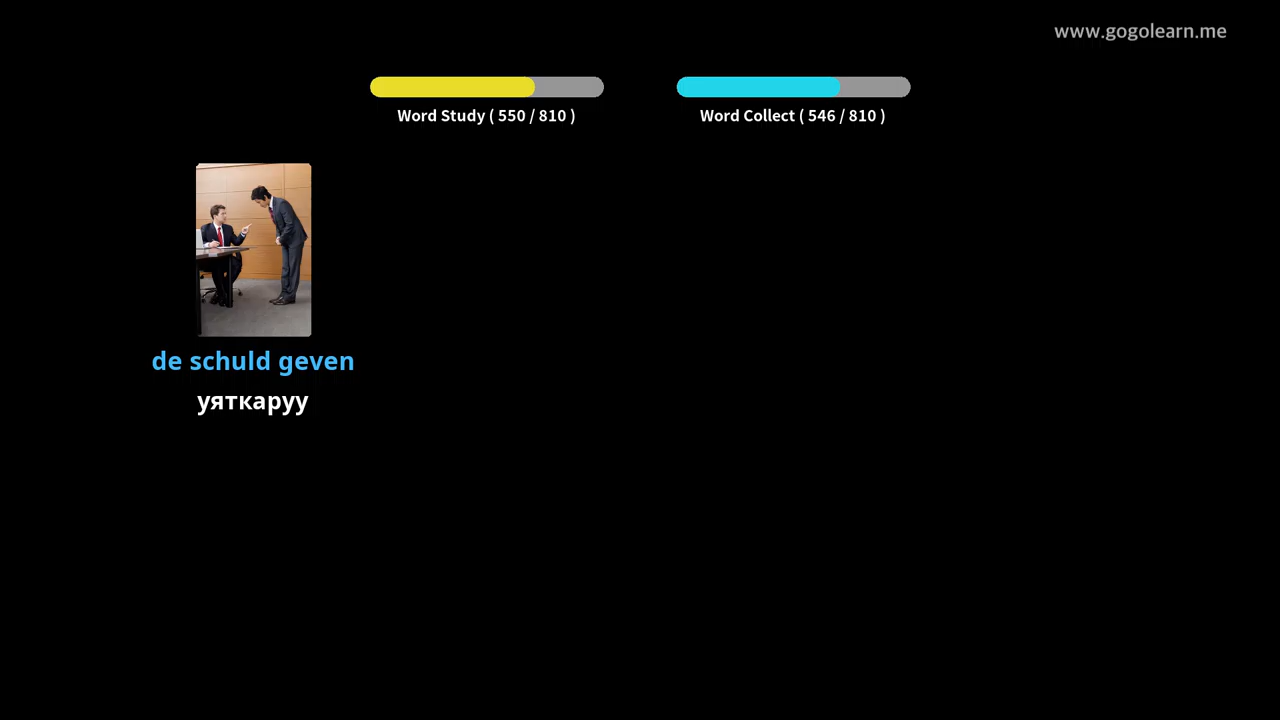 www.gogolearn.me
Word Study ( 550 / 810 )
Word Collect ( 546 / 810 )
de schuld geven
уяткаруу